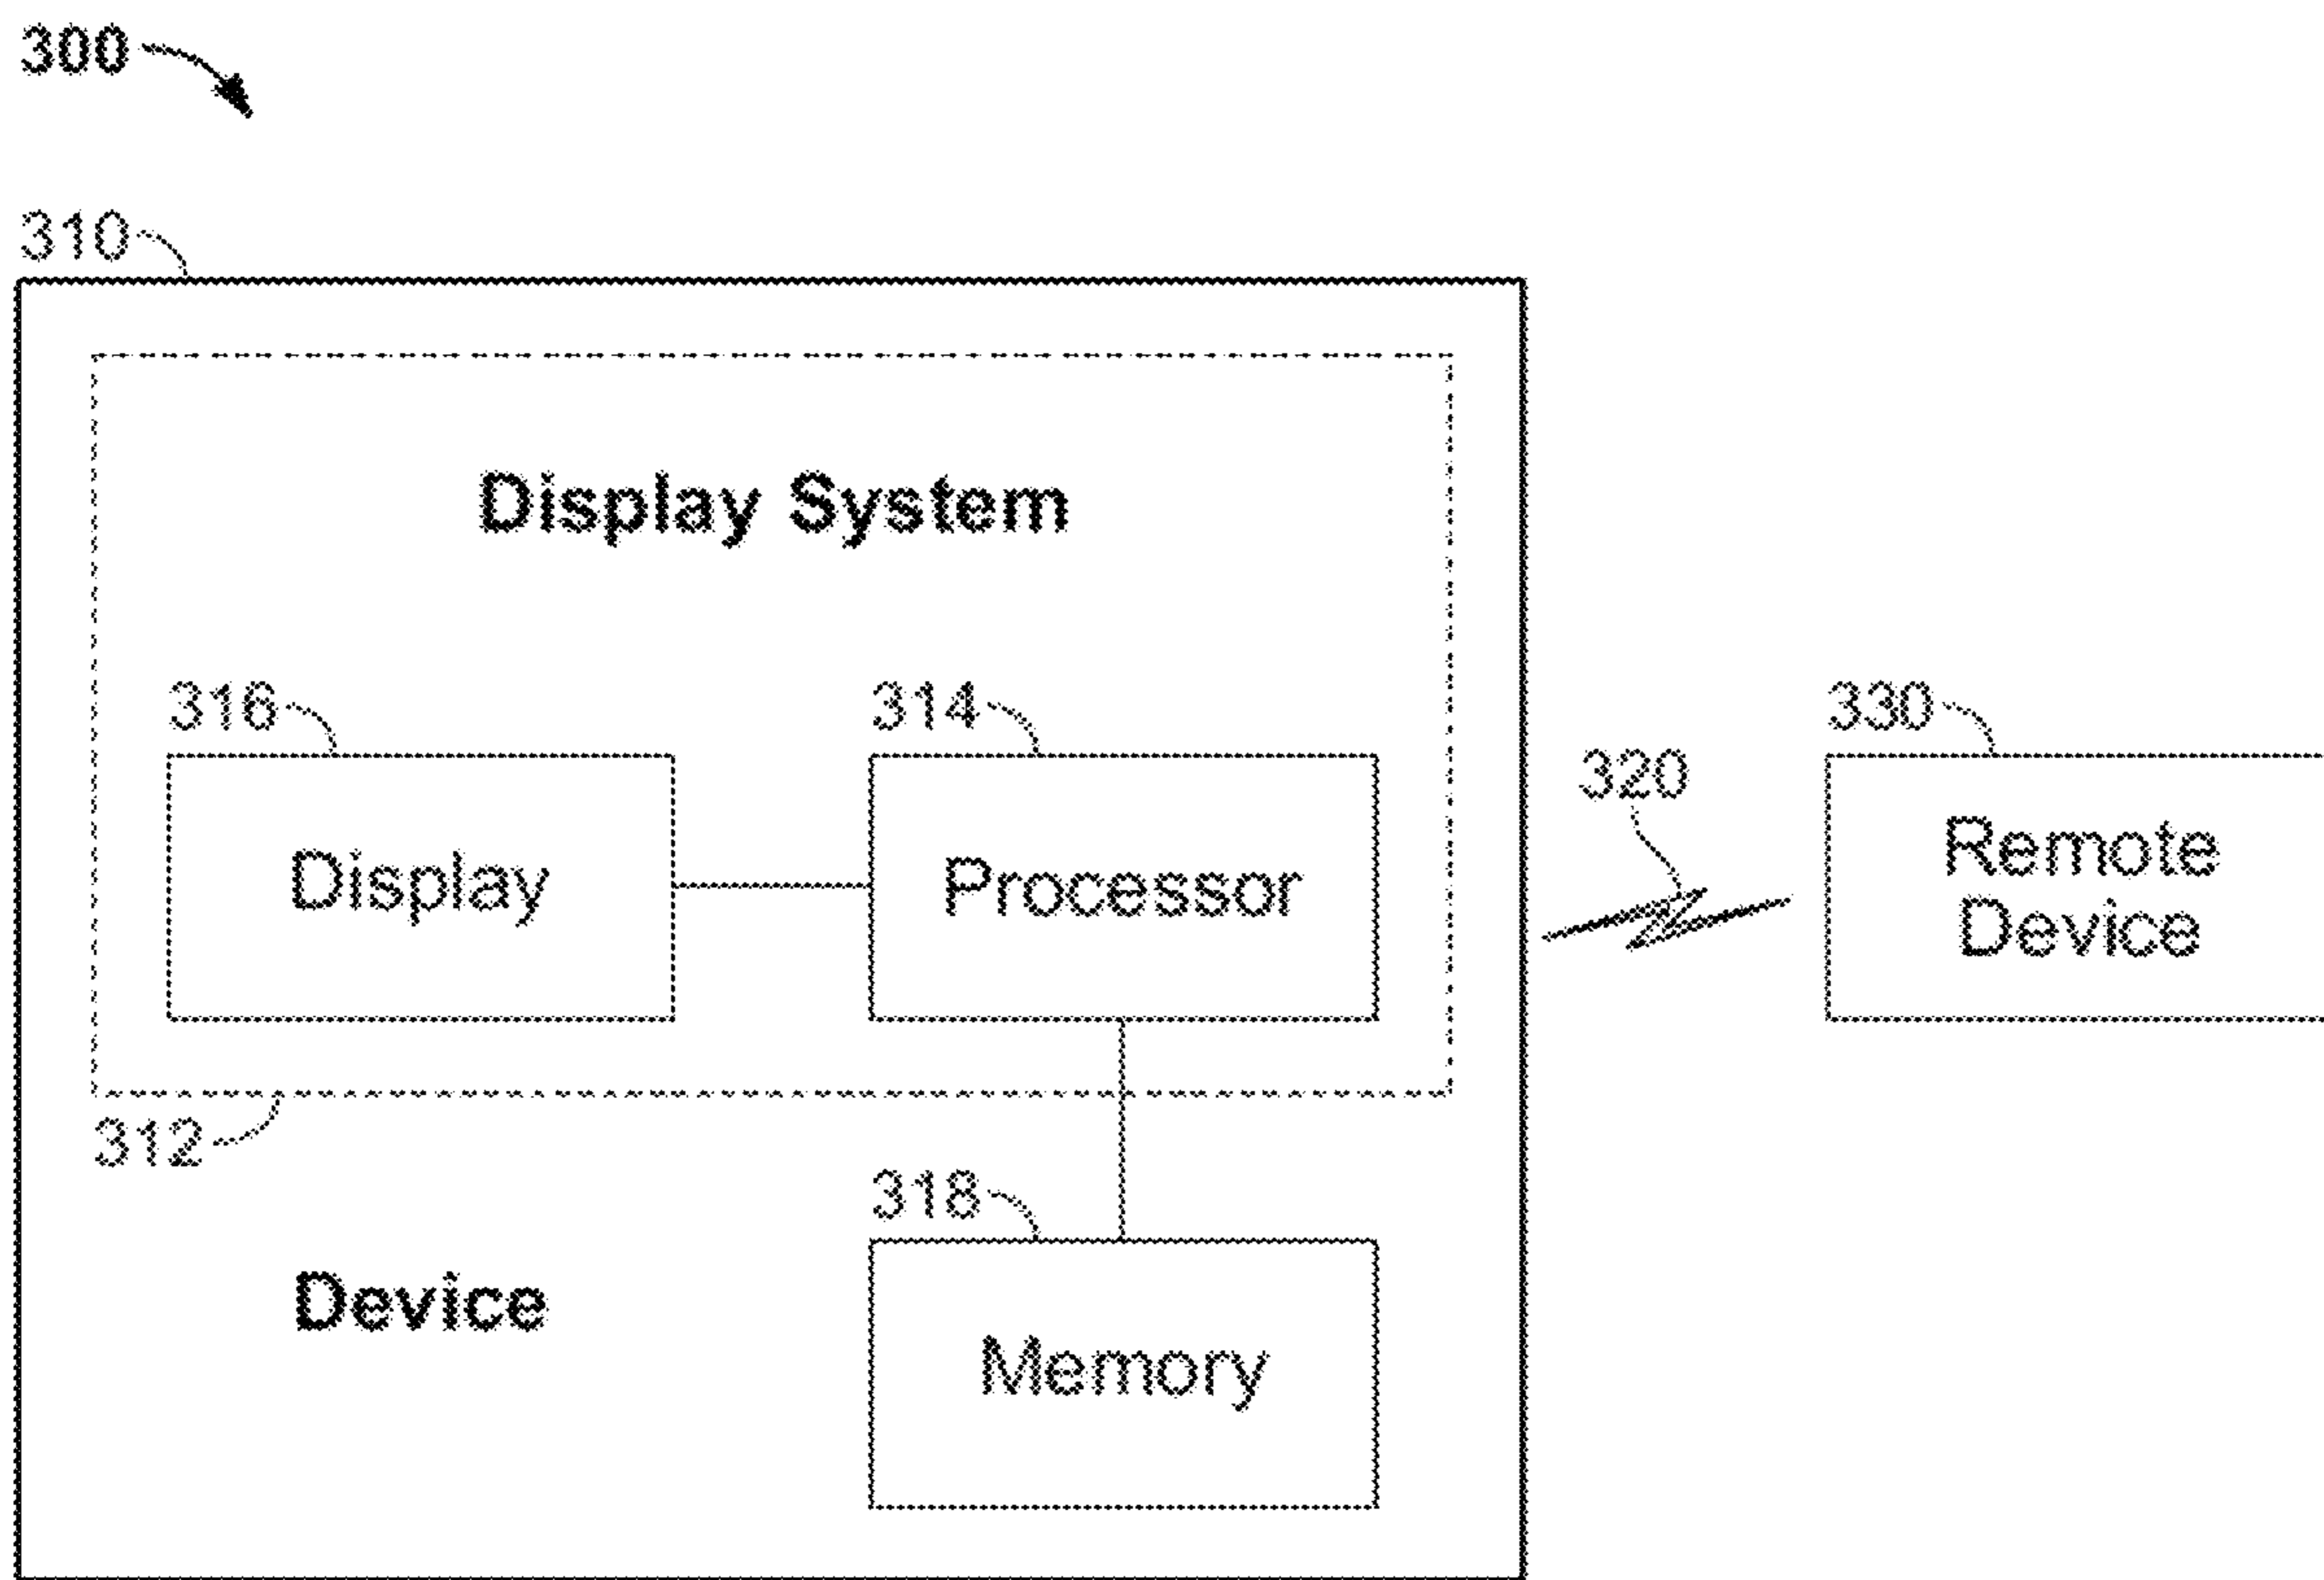 300
310
Display System
316
314
330
320
Display
Processor
Remote
Device
312
318
Device
Memory